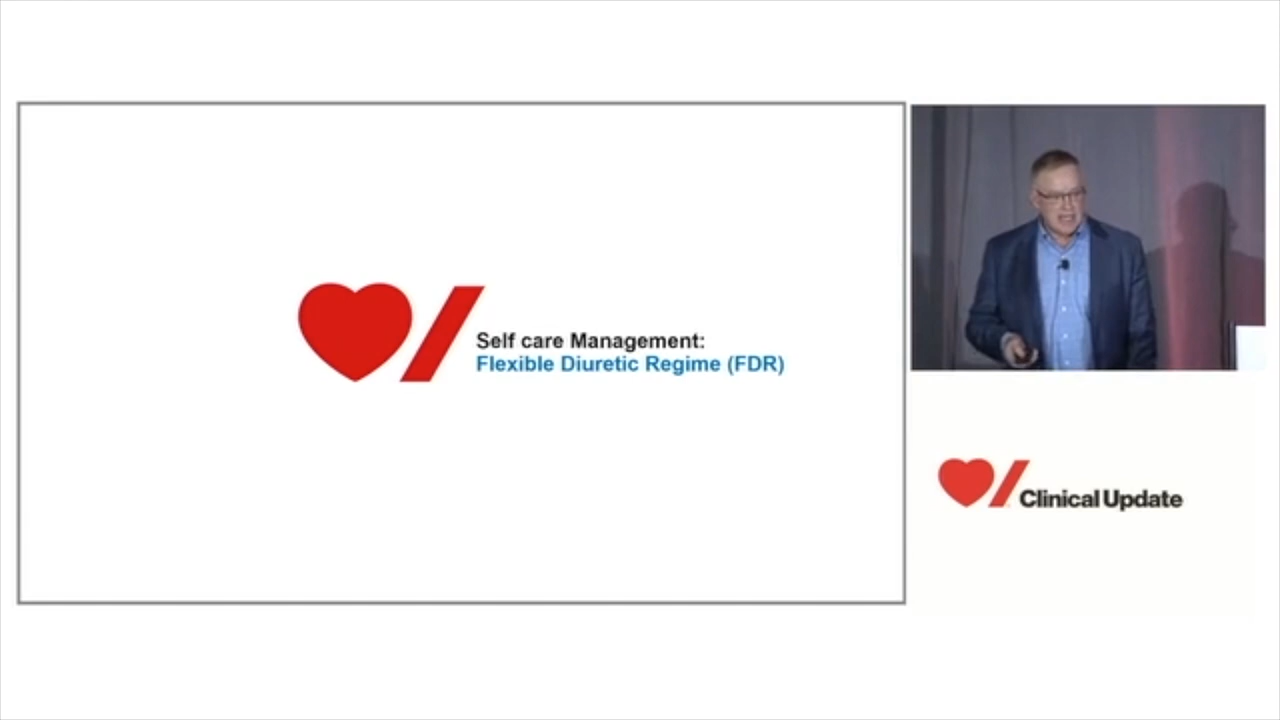 Self care Management:
Flexible Diuretic Regime (FDR)
Clinical Update